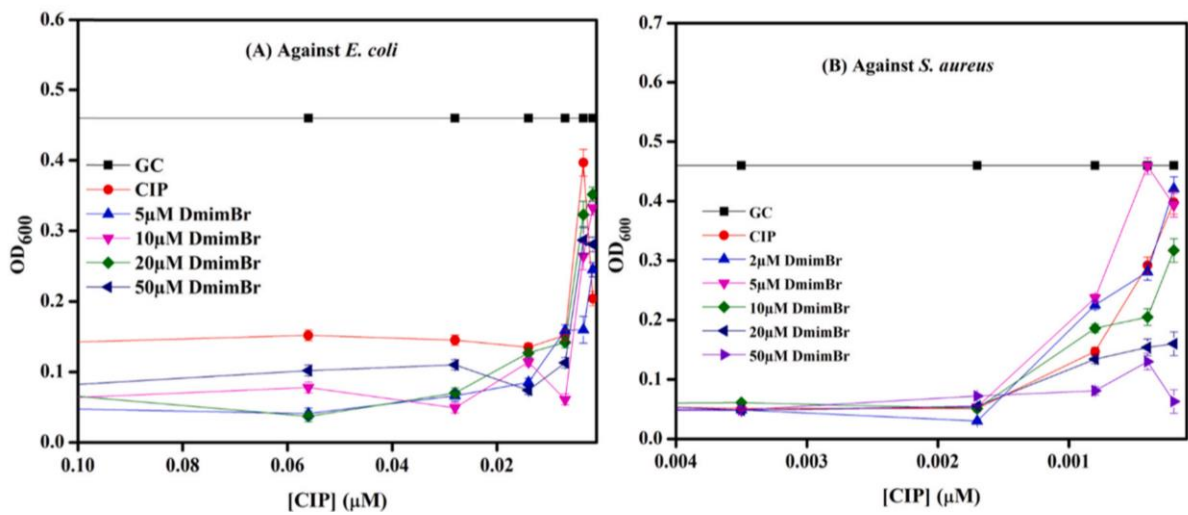 (A) Against E. coli
0.6
0.5
0.4
0.3
0.2
0.1
0.0
OD600
GC
CIP
5µM DmimBr
10µM DmimBr
20µM DmimBr
50µM DmimBr
0.10
0.06
0.04
0.02
[CIP] (µM)
(B) Against S. aureus
0.7
0.6
0.5
0.4
0.3
0.2
0.1
0.0
OD600
GC
CIP
2µM DmimBr
5µM DmimBr
10µM DmimBr
20µM DmimBr
50µM DmimBr
0.004
0.003
0.002
0.001
[CIP] (µM)